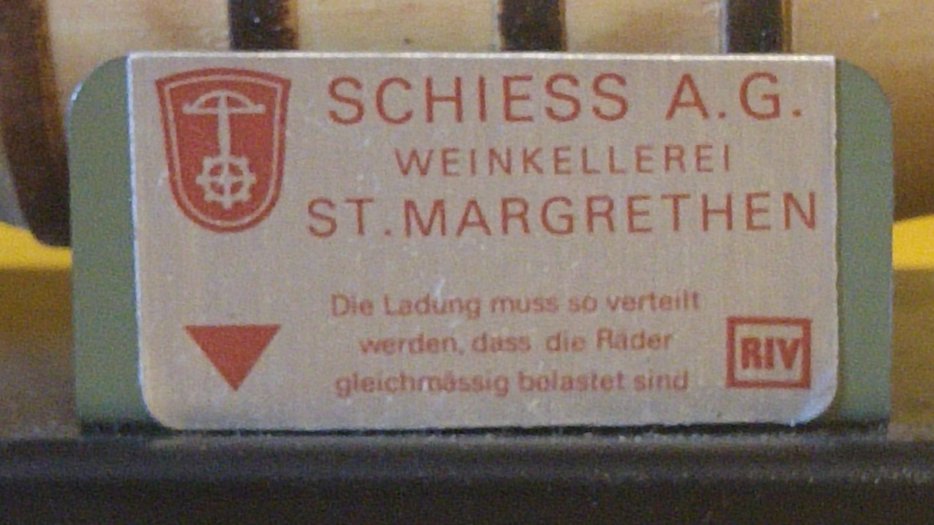 SCHIESS A.G.
WEINKELLEREI
ST. MARGRETHEN
Die Ladung muss so verteilt
werden, dass die Räder
gleichmässig belastet sind
RIV